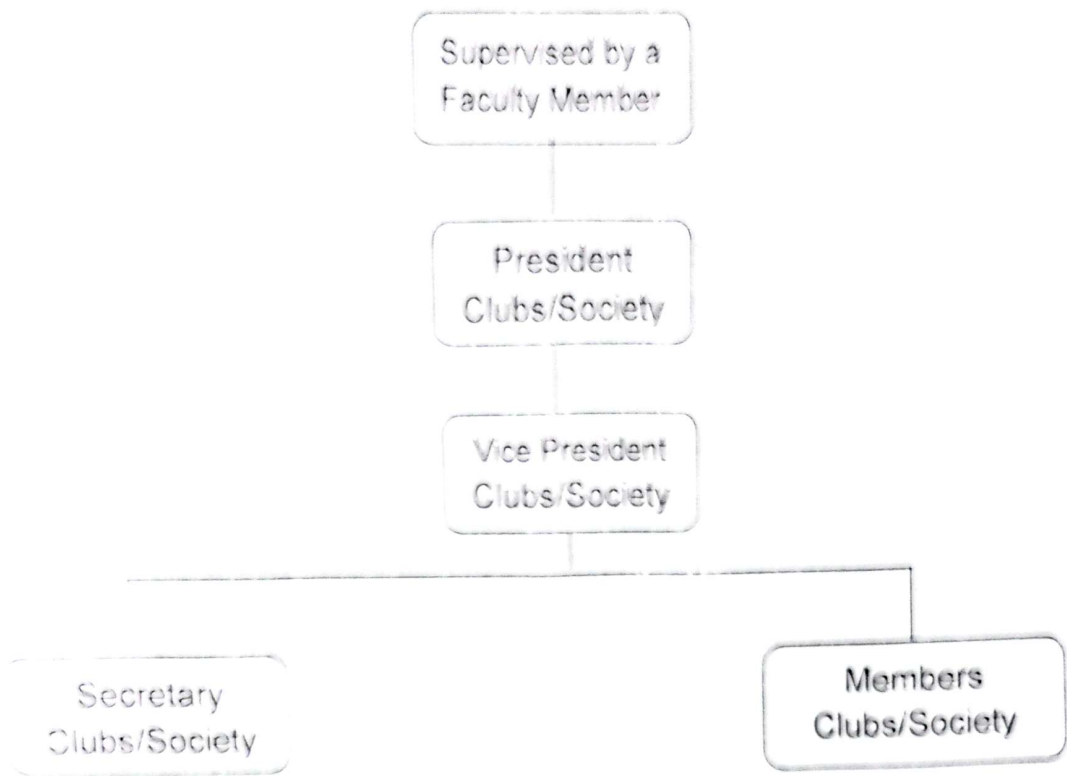 Supervised by a
Faculty Member
President
Clubs/Society
Vice President
Clubs/Society
Secretary
Clubs/Society
Members
Clubs/Society